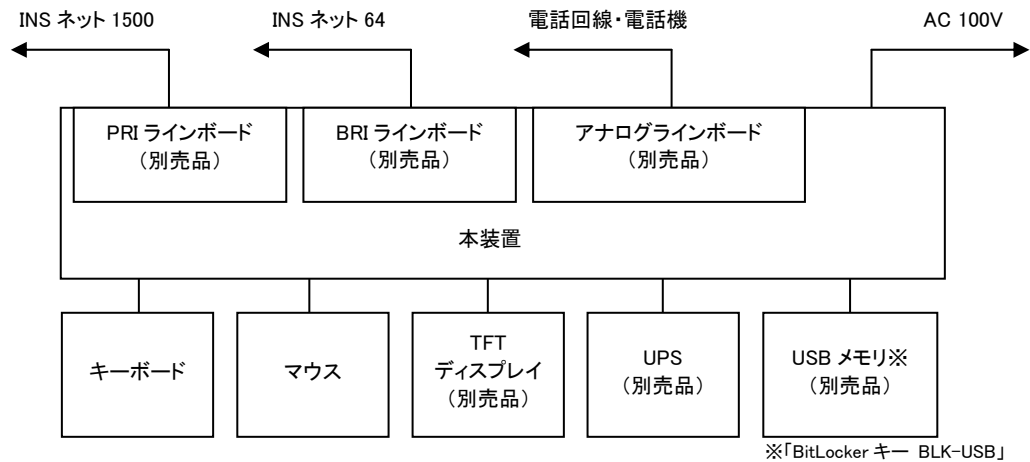 INS ネット 1500
INS ネット 64
電話回線・電話機
AC 100V
PRI ラインボード
（別売品）
BRI ラインボード
（別売品）
アナログラインボード
（別売品）
本装置
キーボード
マウス
TFT
ディスプレイ
（別売品）
UPS
（別売品）
USB メモリ※
（別売品）
※「BitLocker キー BLK-USB」